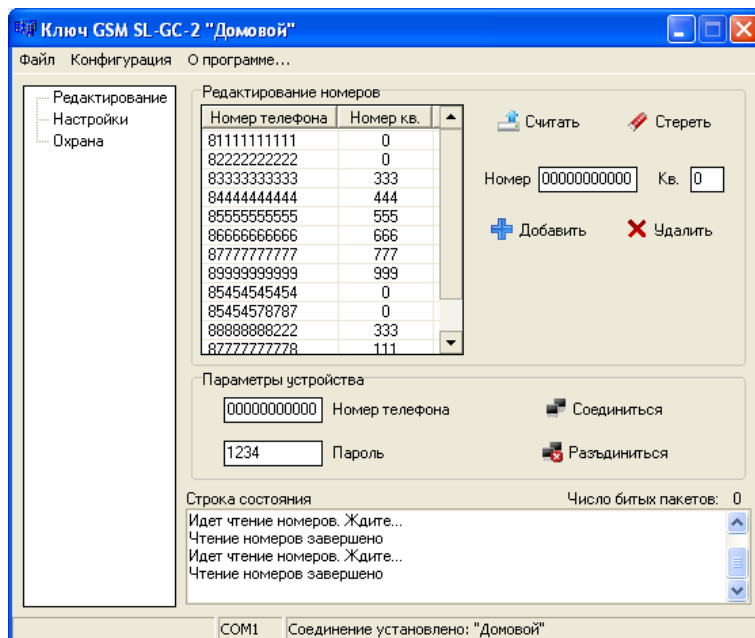 Ключ GSM SL-GC-2 "Домовой"
Файл Конфигурация О программе...
Редактирование
Настройки
Охрана
Редактирование номеров
Номер телефона Номер кв.
81111111111 0
82222222222 0
83333333333 333
84444444444 444
85555555555 555
86666666666 666
87777777777 777
89999999999 999
85454545454 0
85454578787 0
88888888222 333
87777777778 111
Считать Стереть
Номер 00000000000 Кв. 0
Добавить Удалить
Параметры устройства
00000000000 Номер телефона Соединиться
1234 Пароль Разъдиниться
Строка состояния Число битых пакетов: 0
Идет чтение номеров. Ждите...
Чтение номеров завершено
Идет чтение номеров. Ждите...
Чтение номеров завершено
COM1 Соединение установлено: "Домовой"